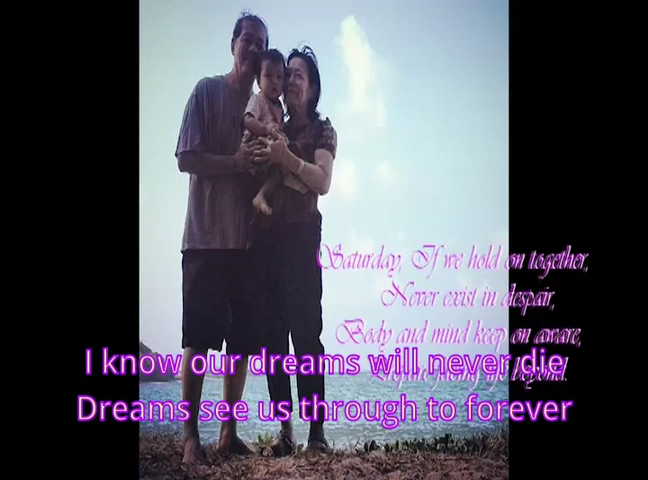 Saturday, If we hold on together,
Never exist in despair,
Body and mind keep on aware,
beyond.
I know our dreams will never die
Dreams see us through to forever